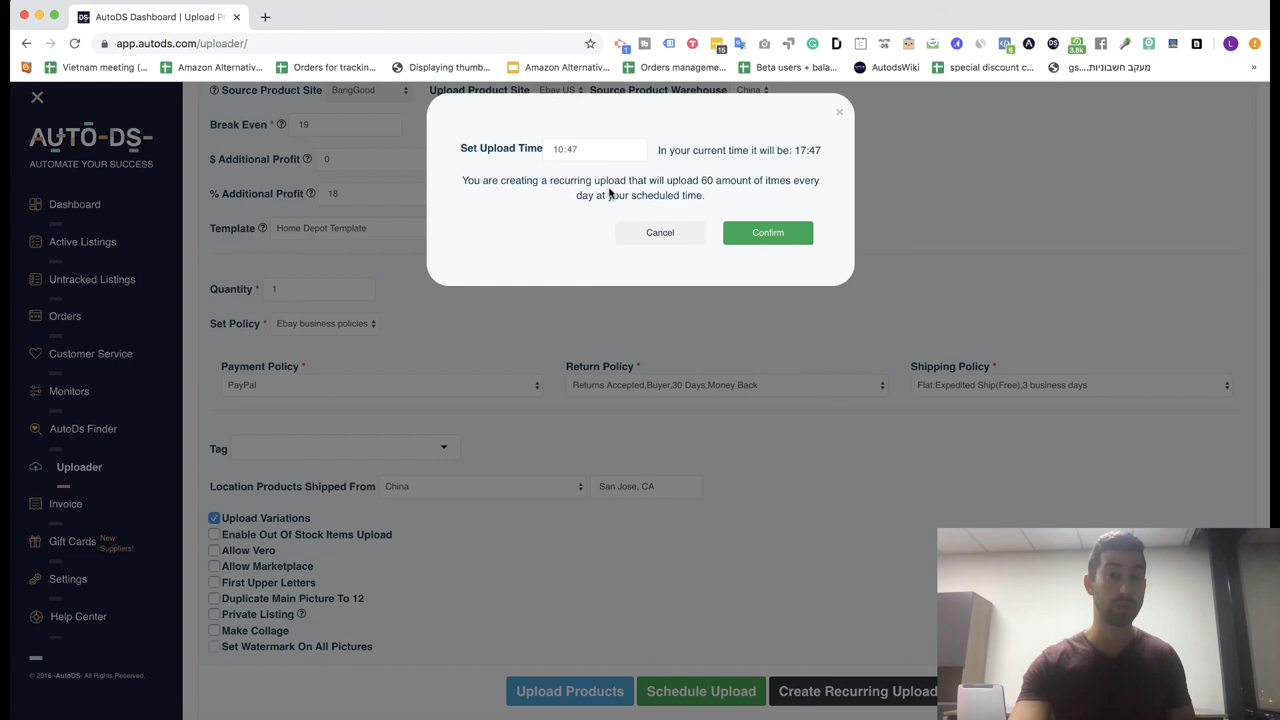 AutoDS Dashboard | Upload Pr
app.autods.com/uploader/
Vietnam meeting (... Amazon Alternativ... Orders for trackin... Displaying thumb... Amazon Alternativ... Orders manageme... Beta users + bala... AutodsWiki special discount c... gs....מעקב חשבוניות »
AUTO-DS-
AUTOMATE YOUR SUCCESS
Dashboard
Active Listings
Untracked Listings
Orders
Customer Service
Monitors
AutoDs Finder
Uploader
Invoice
Gift Cards New Suppliers!
Settings
Help Center
© 2016 -AutoDS- All Rights Reserved.
Source Product Site BangGood Upload Product Site Ebay US Source Product Warehouse China
Break Even * 19
$ Additional Profit 0
% Additional Profit 18
Template Home Depot Template
Set Upload Time 10:47 In your current time it will be: 17:47
You are creating a recurring upload that will upload 60 amount of itmes every
day at your scheduled time.
Cancel Confirm
Quantity * 1
Set Policy * Ebay business policies
Payment Policy * Return Policy * Shipping Policy *
PayPal Returns Accepted,Buyer,30 Days,Money Back Flat:Expedited Ship(Free),3 business days
Tag
Location Products Shipped From China San Jose, CA
Upload Variations
Enable Out Of Stock Items Upload
Allow Vero
Allow Marketplace
First Upper Letters
Duplicate Main Picture To 12
Private Listing
Make Collage
Set Watermark On All Pictures
Upload Products Schedule Upload Create Recurring Upload